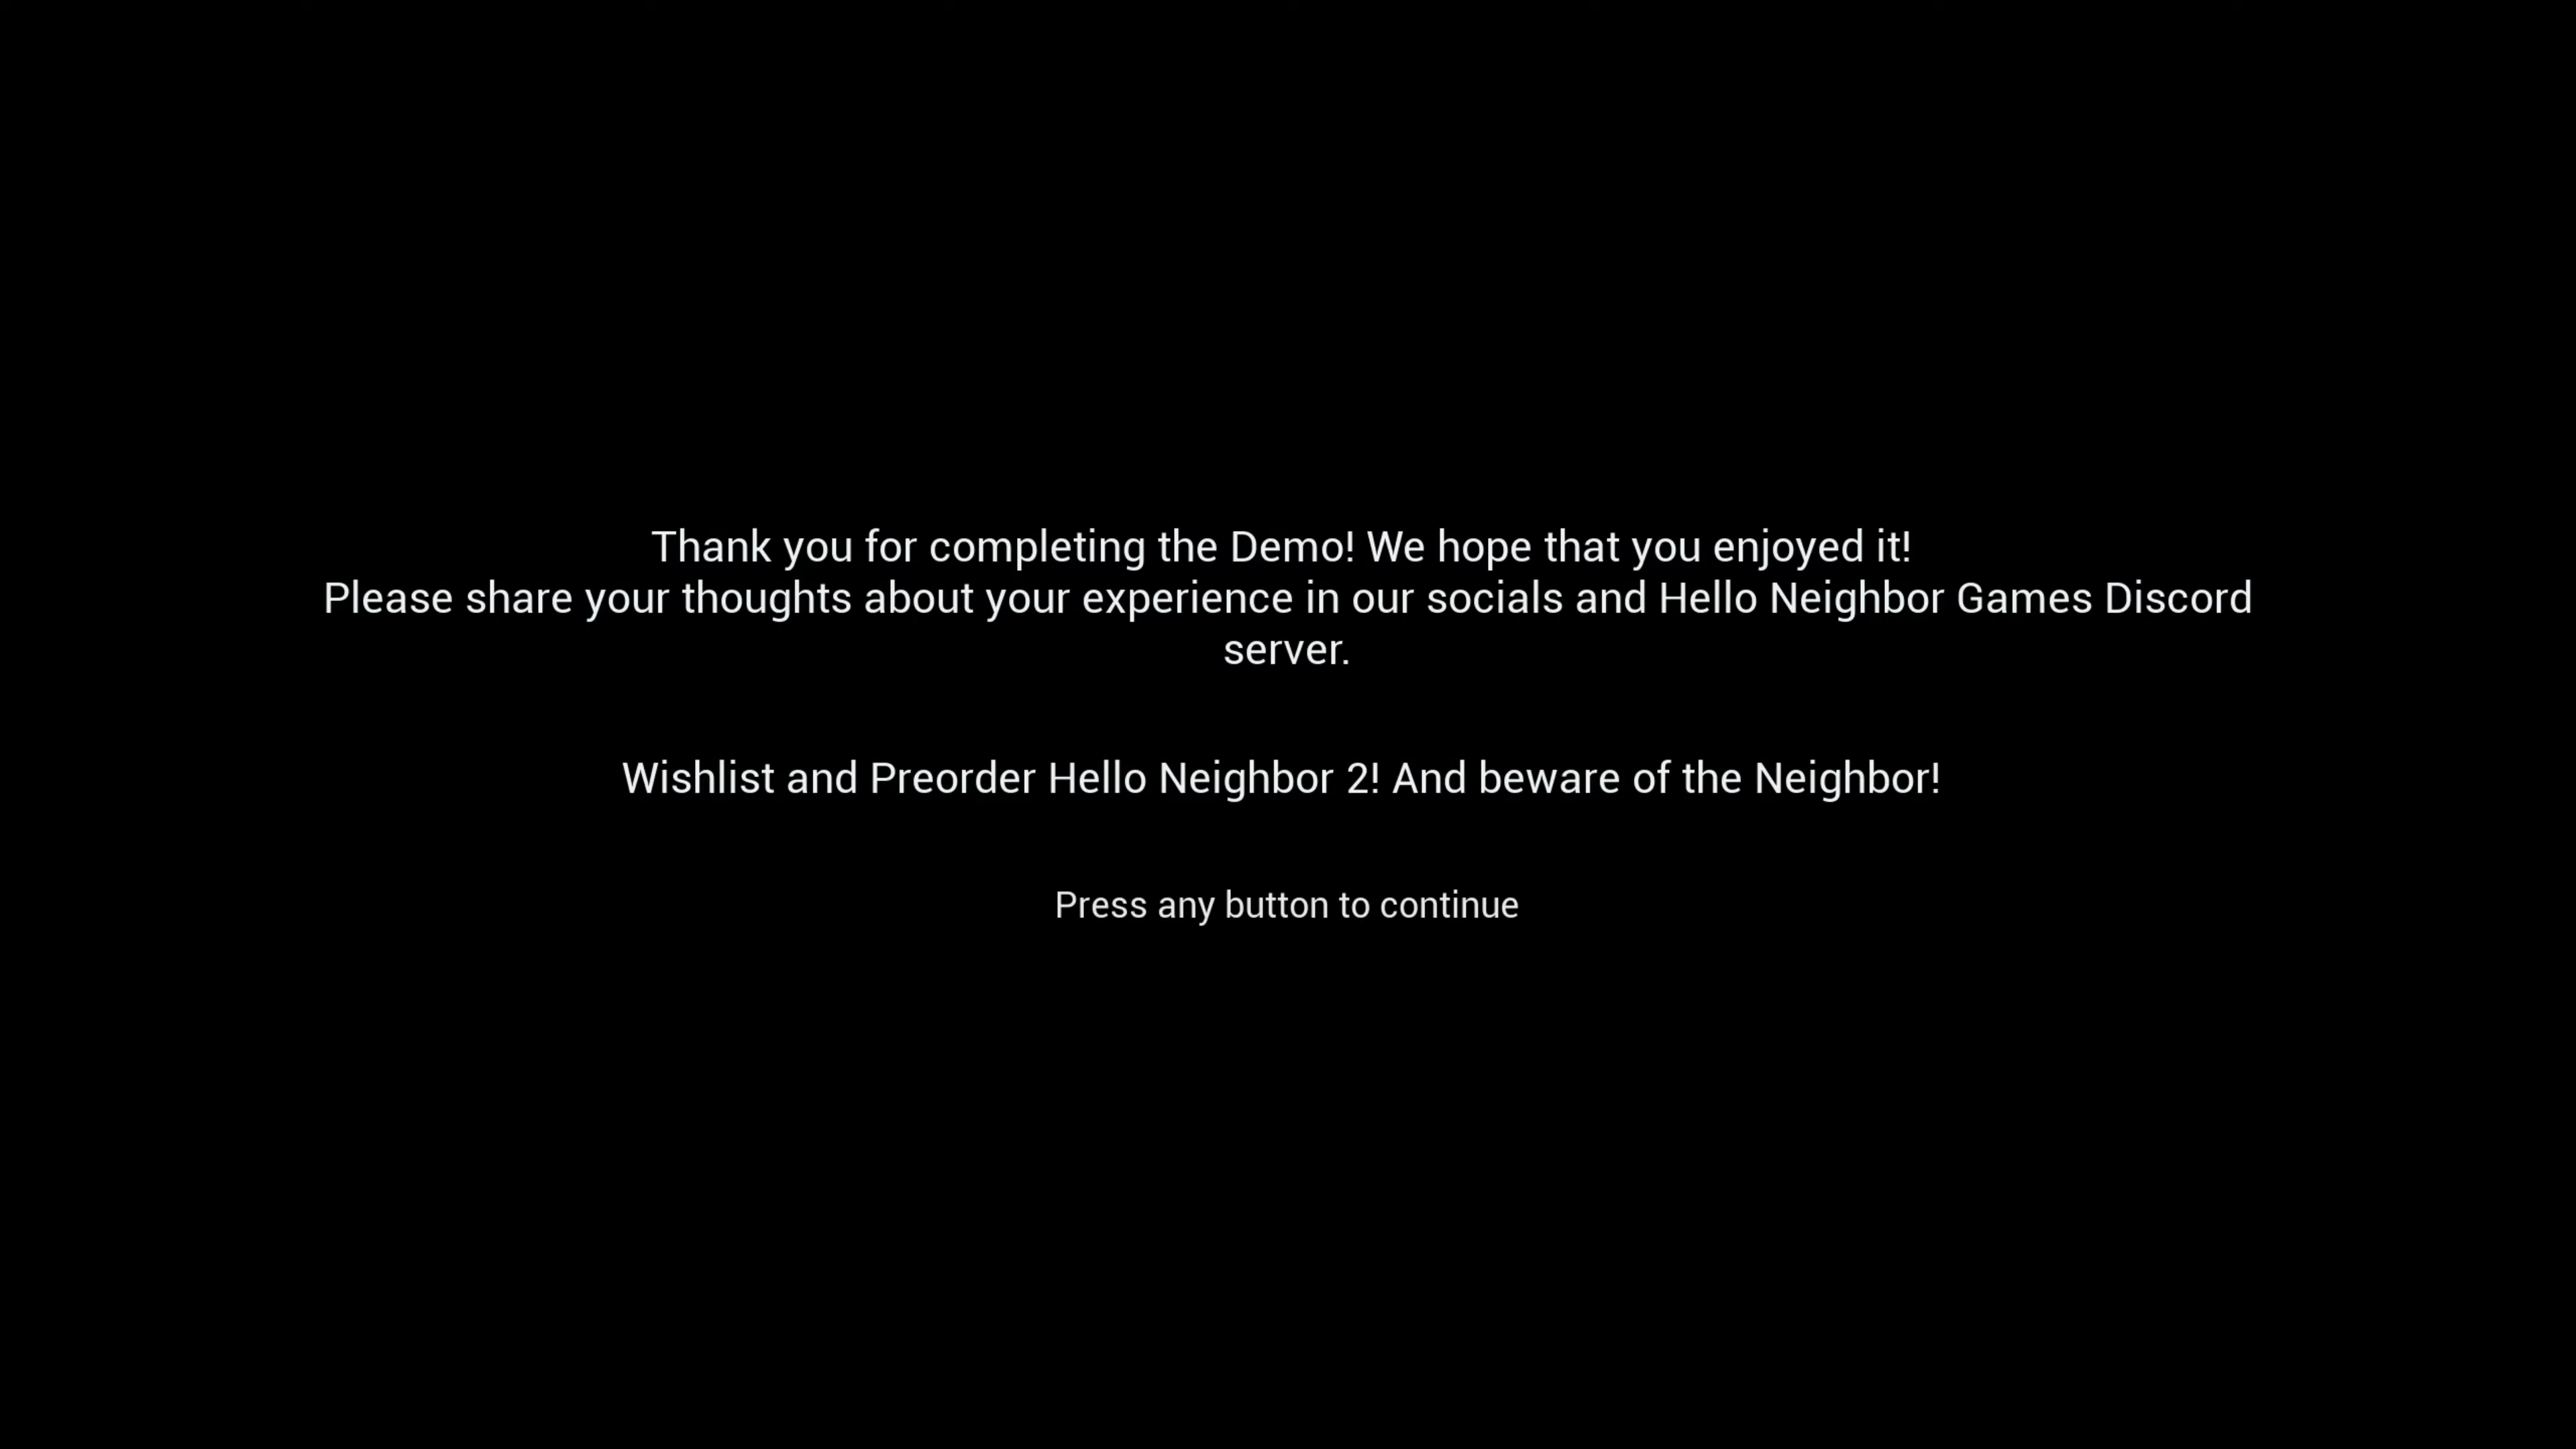 Thank you for completing the Demo! We hope that you enjoyed it!
Please share your thoughts about your experience in our socials and Hello Neighbor Games Discord
server.
Wishlist and Preorder Hello Neighbor 2! And beware of the Neighbor!
Press any button to continue